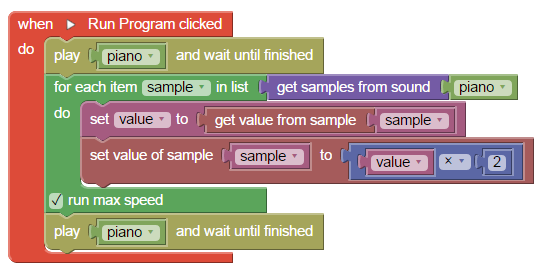 when Run Program clicked
do play piano and wait until finished
for each item sample in list get samples from sound piano
do set value to get value from sample sample
set value of sample sample to value × 2
run max speed
play piano and wait until finished